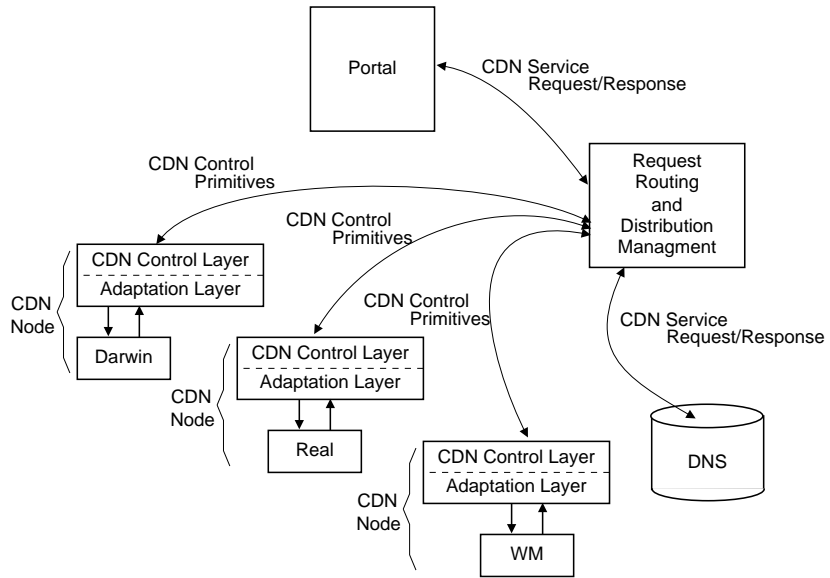 Portal
CDN Service
Request/Response
Request
Routing
and
Distribution
Managment
CDN Control
Primitives
CDN Control
Primitives
CDN Control
Primitives
CDN Control Layer
Adaptation Layer
CDN
Node
Darwin
CDN Control Layer
Adaptation Layer
CDN
Node
Real
CDN Control Layer
Adaptation Layer
CDN
Node
WM
CDN Service
Request/Response
DNS